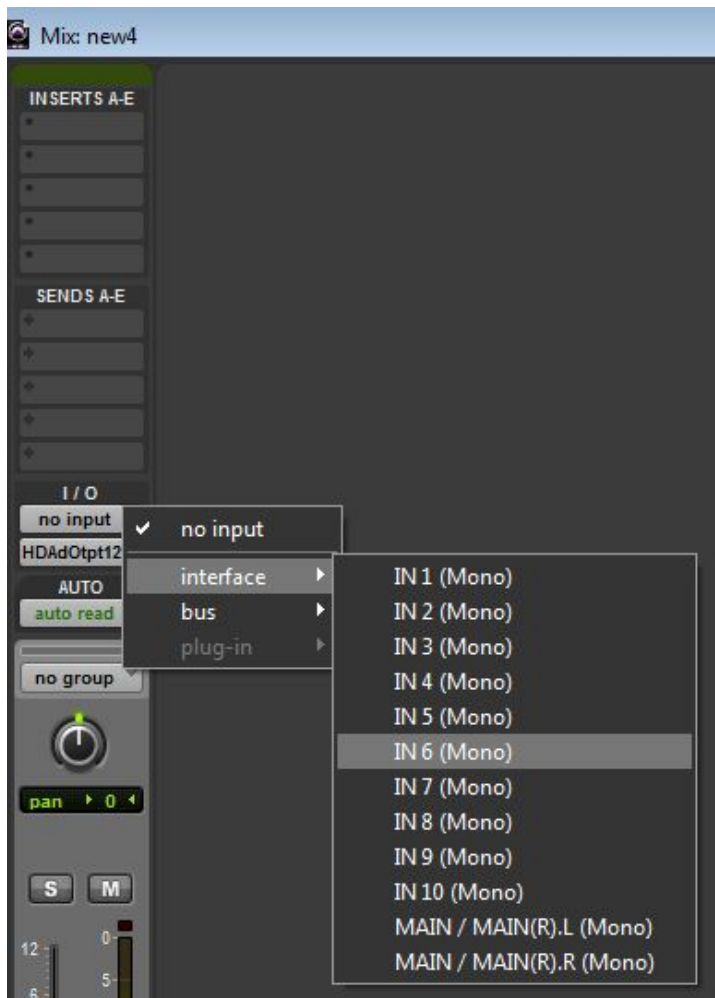 Mix: new4
INSERTS A-E
SENDS A-E
I / O
no input
HDAdOtpt12
AUTO
auto read
no group
pan 0
S M
12 0
5
6
no input
interface
bus
plug-in
IN 1 (Mono)
IN 2 (Mono)
IN 3 (Mono)
IN 4 (Mono)
IN 5 (Mono)
IN 6 (Mono)
IN 7 (Mono)
IN 8 (Mono)
IN 9 (Mono)
IN 10 (Mono)
MAIN / MAIN(R).L (Mono)
MAIN / MAIN(R).R (Mono)